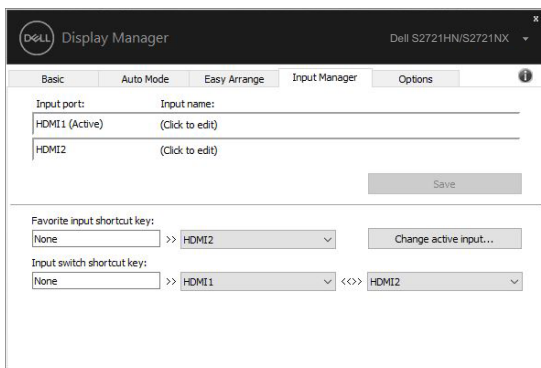 x
DELL Display Manager Dell S2721HN/S2721NX
Basic Auto Mode Easy Arrange Input Manager Options i
Input port: Input name:
HDMI1 (Active) (Click to edit)
HDMI2 (Click to edit)
Save
Favorite input shortcut key:
None >> HDMI2 Change active input...
Input switch shortcut key:
None >> HDMI1 <<>> HDMI2